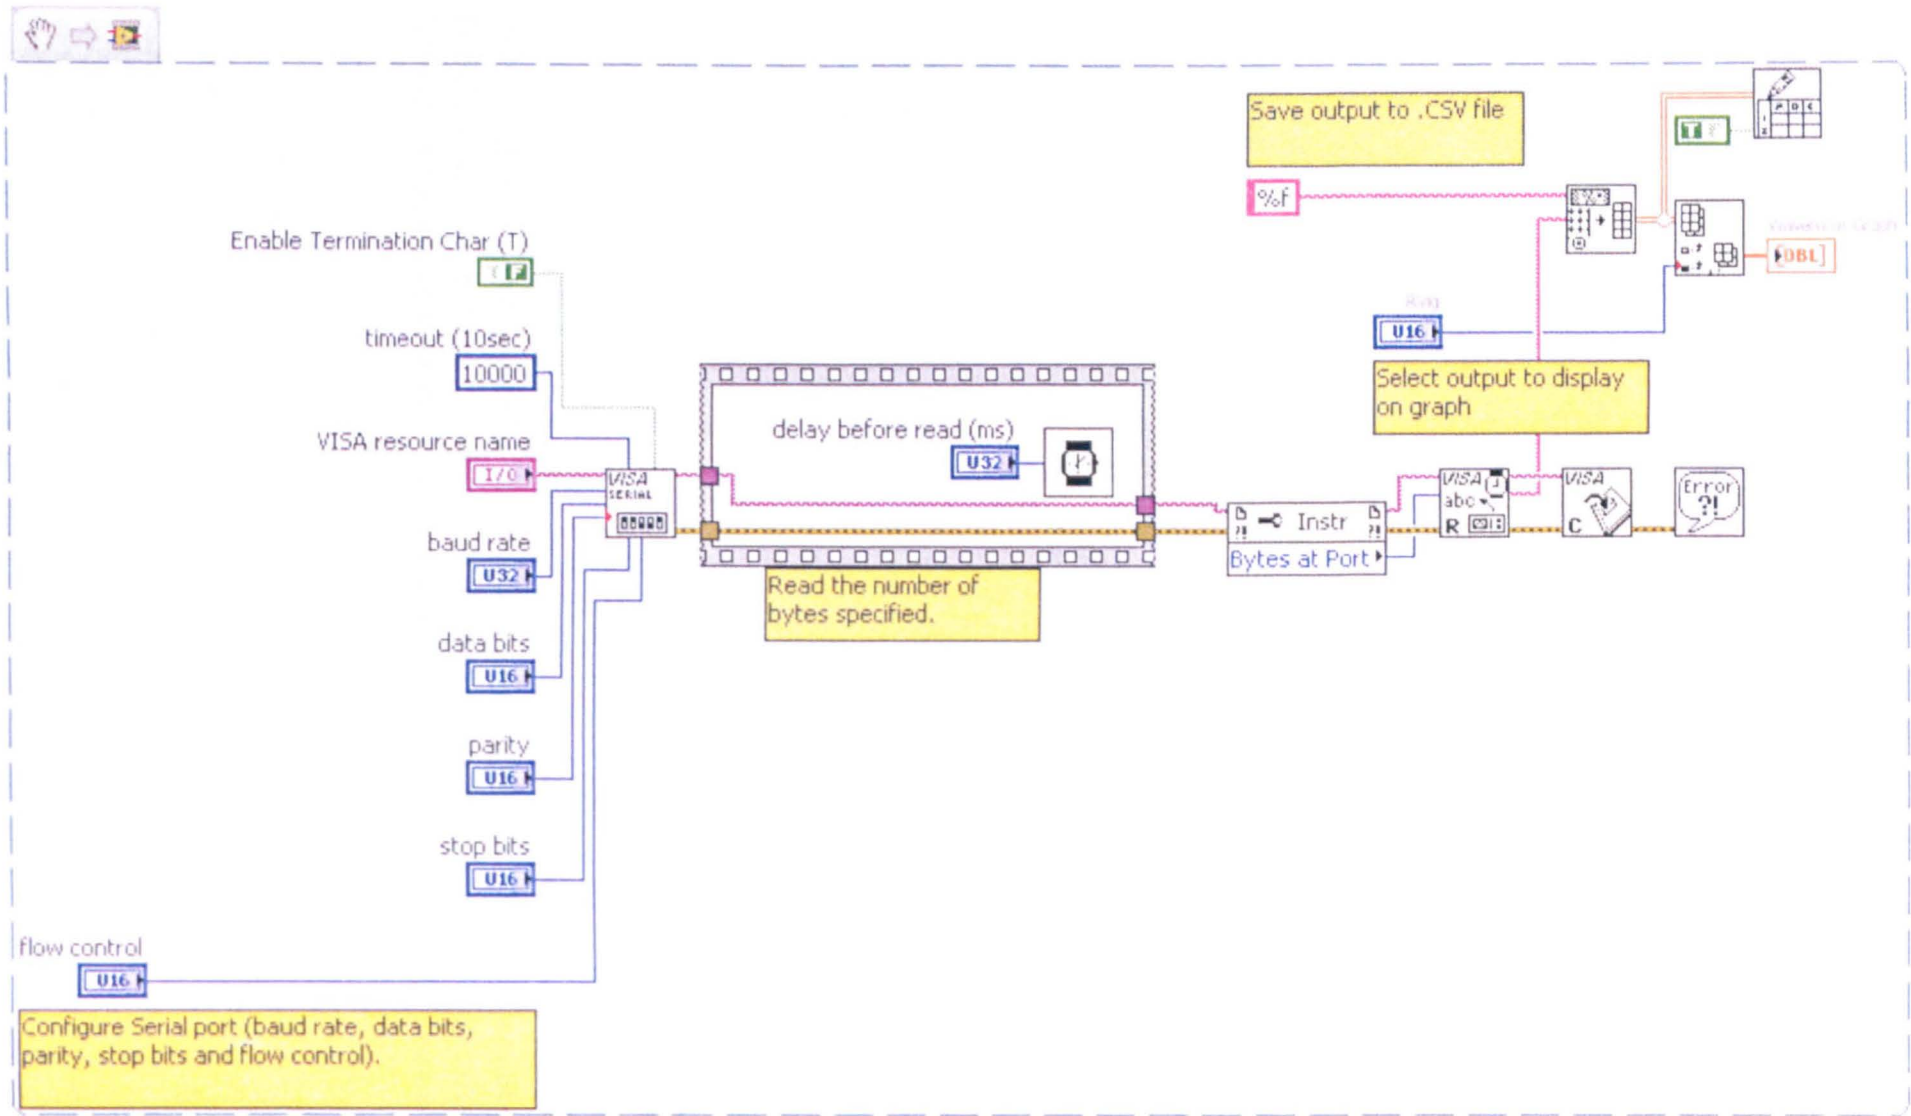 Save output to .CSV file
T
%f
Enable Termination Char (T)
F
timeout (10sec)
10000
VISA resource name
I/O
VISA
SERIAL
baud rate
U32
data bits
U16
parity
U16
stop bits
U16
flow control
U16
Configure Serial port (baud rate, data bits,
parity, stop bits and flow control).
delay before read (ms)
U32
Read the number of
bytes specified.
Instr
Bytes at Port
VISA
abc
R
VISA
C
Error
?!
Ring
U16
Select output to display
on graph
Waveform Graph
[DBL]